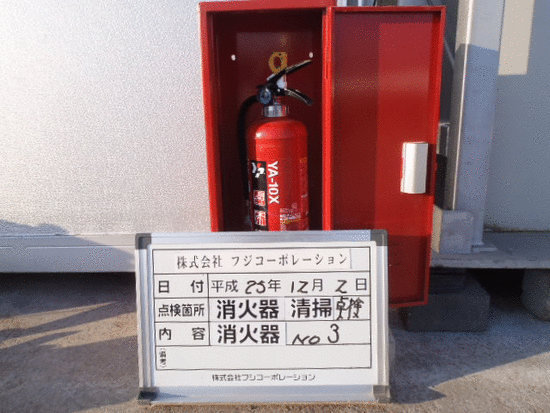 YA-10X
株式会社 フジコーポレーション
日付 平成 25年 12月 2日
点検箇所 消火器 清掃 点検
内容 消火器 NO 3
(備考)
株式会社フジコーポレーション